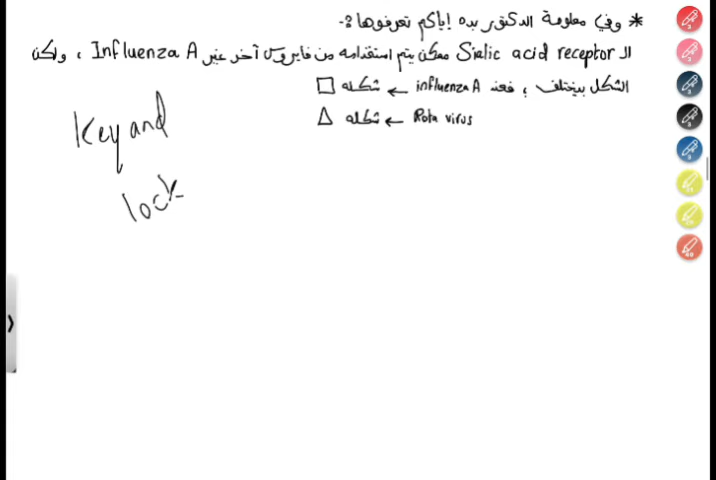 * وفي معلومة الدكتور بده إياكم تعرفوها :-
الـ Sialic acid receptor ممكن يتم استخدامه من فايروس آخر غير Influenza A ، ولكن
الشكل بيختلف ، فعند influenza A ← شكله □
Rota virus ← شكله △
Key and
lock